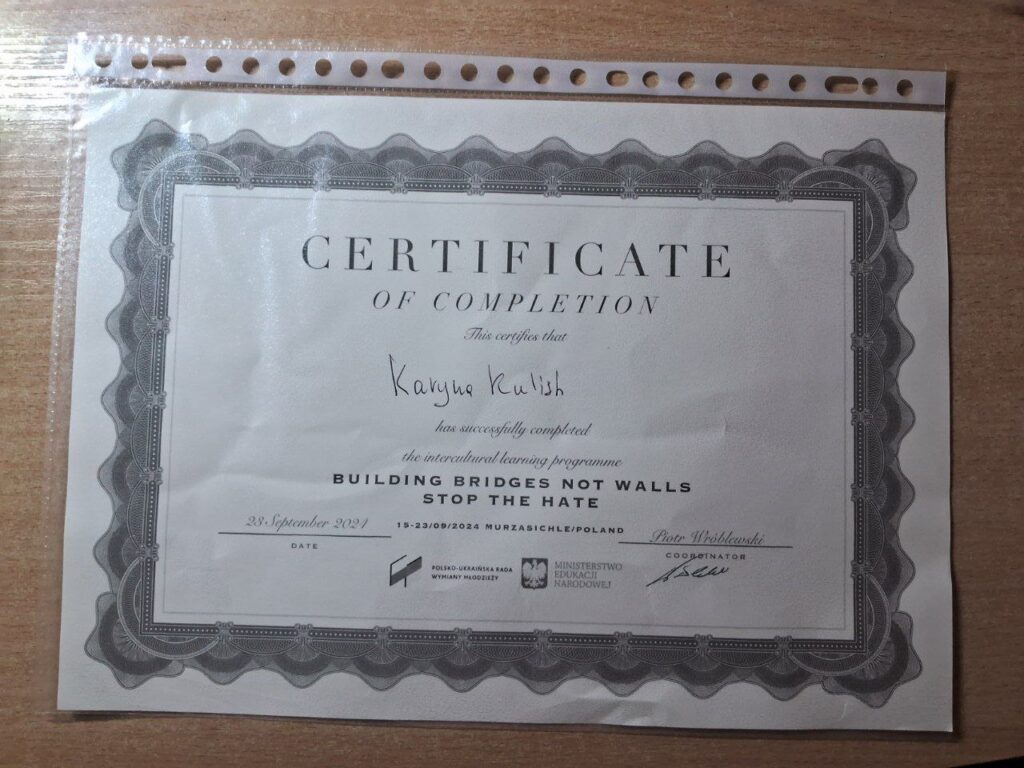 CERTIFICATE
OF COMPLETION
This certifies that
Karyna Kulish
has successfully completed
the intercultural learning programme
BUILDING BRIDGES NOT WALLS
STOP THE HATE
23 September 2024
DATE
15-23/09/2024 MURZASICHLE/POLAND
Piotr Wróblewski
COORDINATOR
POLSKO-UKRAIŃSKA RADA
WYMIANY MŁODZIEŻY
MINISTERSTWO
EDUKACJI
NARODOWEJ